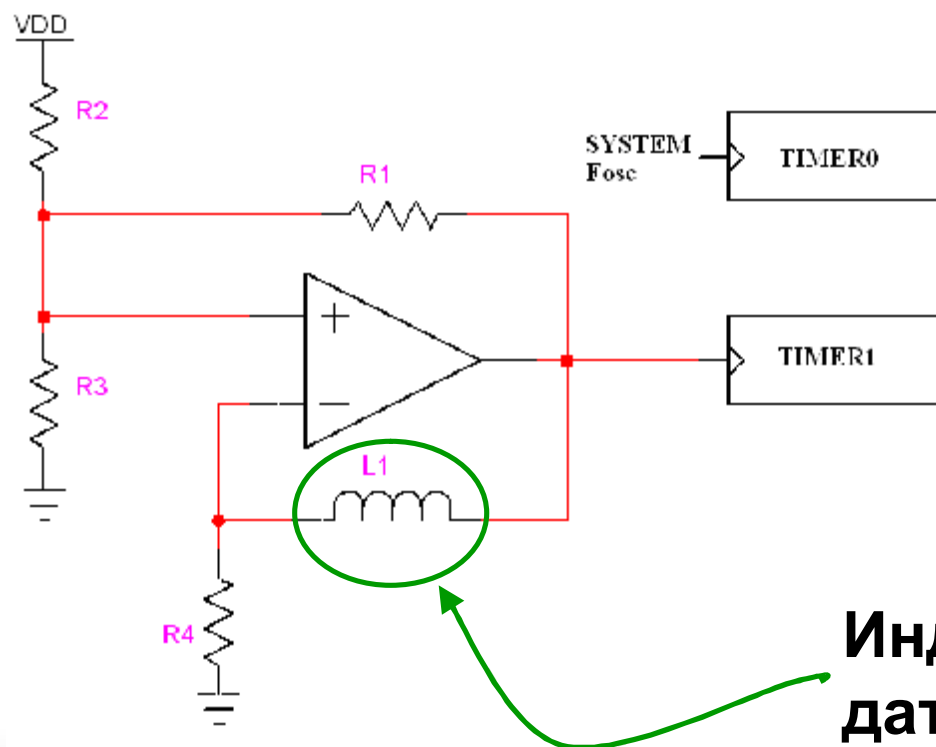 VDD
R2
R1
SYSTEM
Fosc
TIMER0
+
R3
−
TIMER1
L1
R4